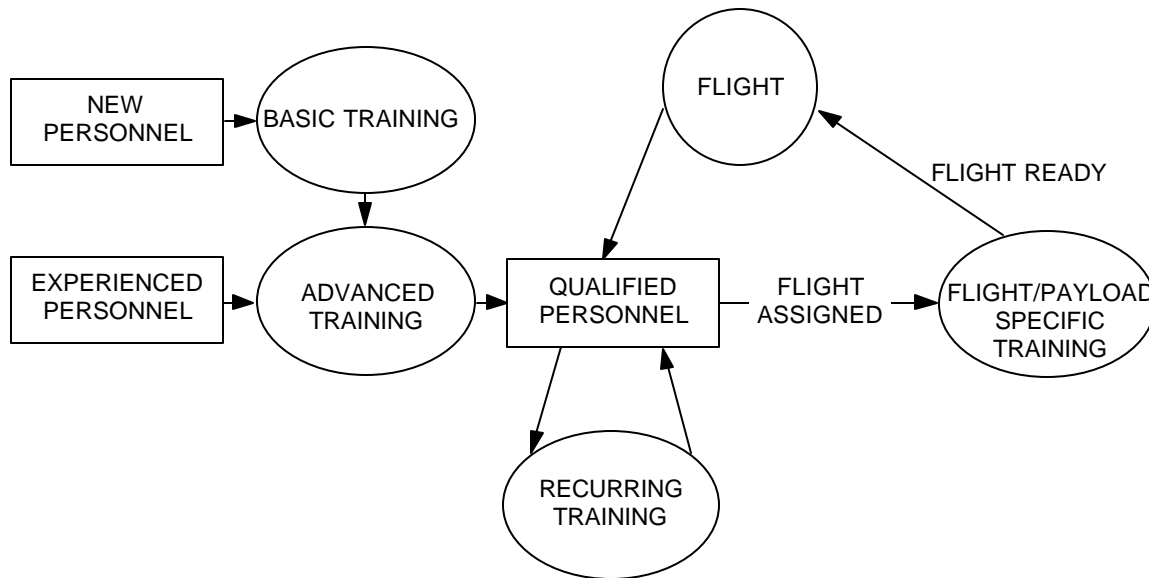 NEW
PERSONNEL
BASIC TRAINING
FLIGHT
FLIGHT READY
EXPERIENCED
PERSONNEL
ADVANCED
TRAINING
QUALIFIED
PERSONNEL
FLIGHT
ASSIGNED
FLIGHT/PAYLOAD
SPECIFIC
TRAINING
RECURRING
TRAINING